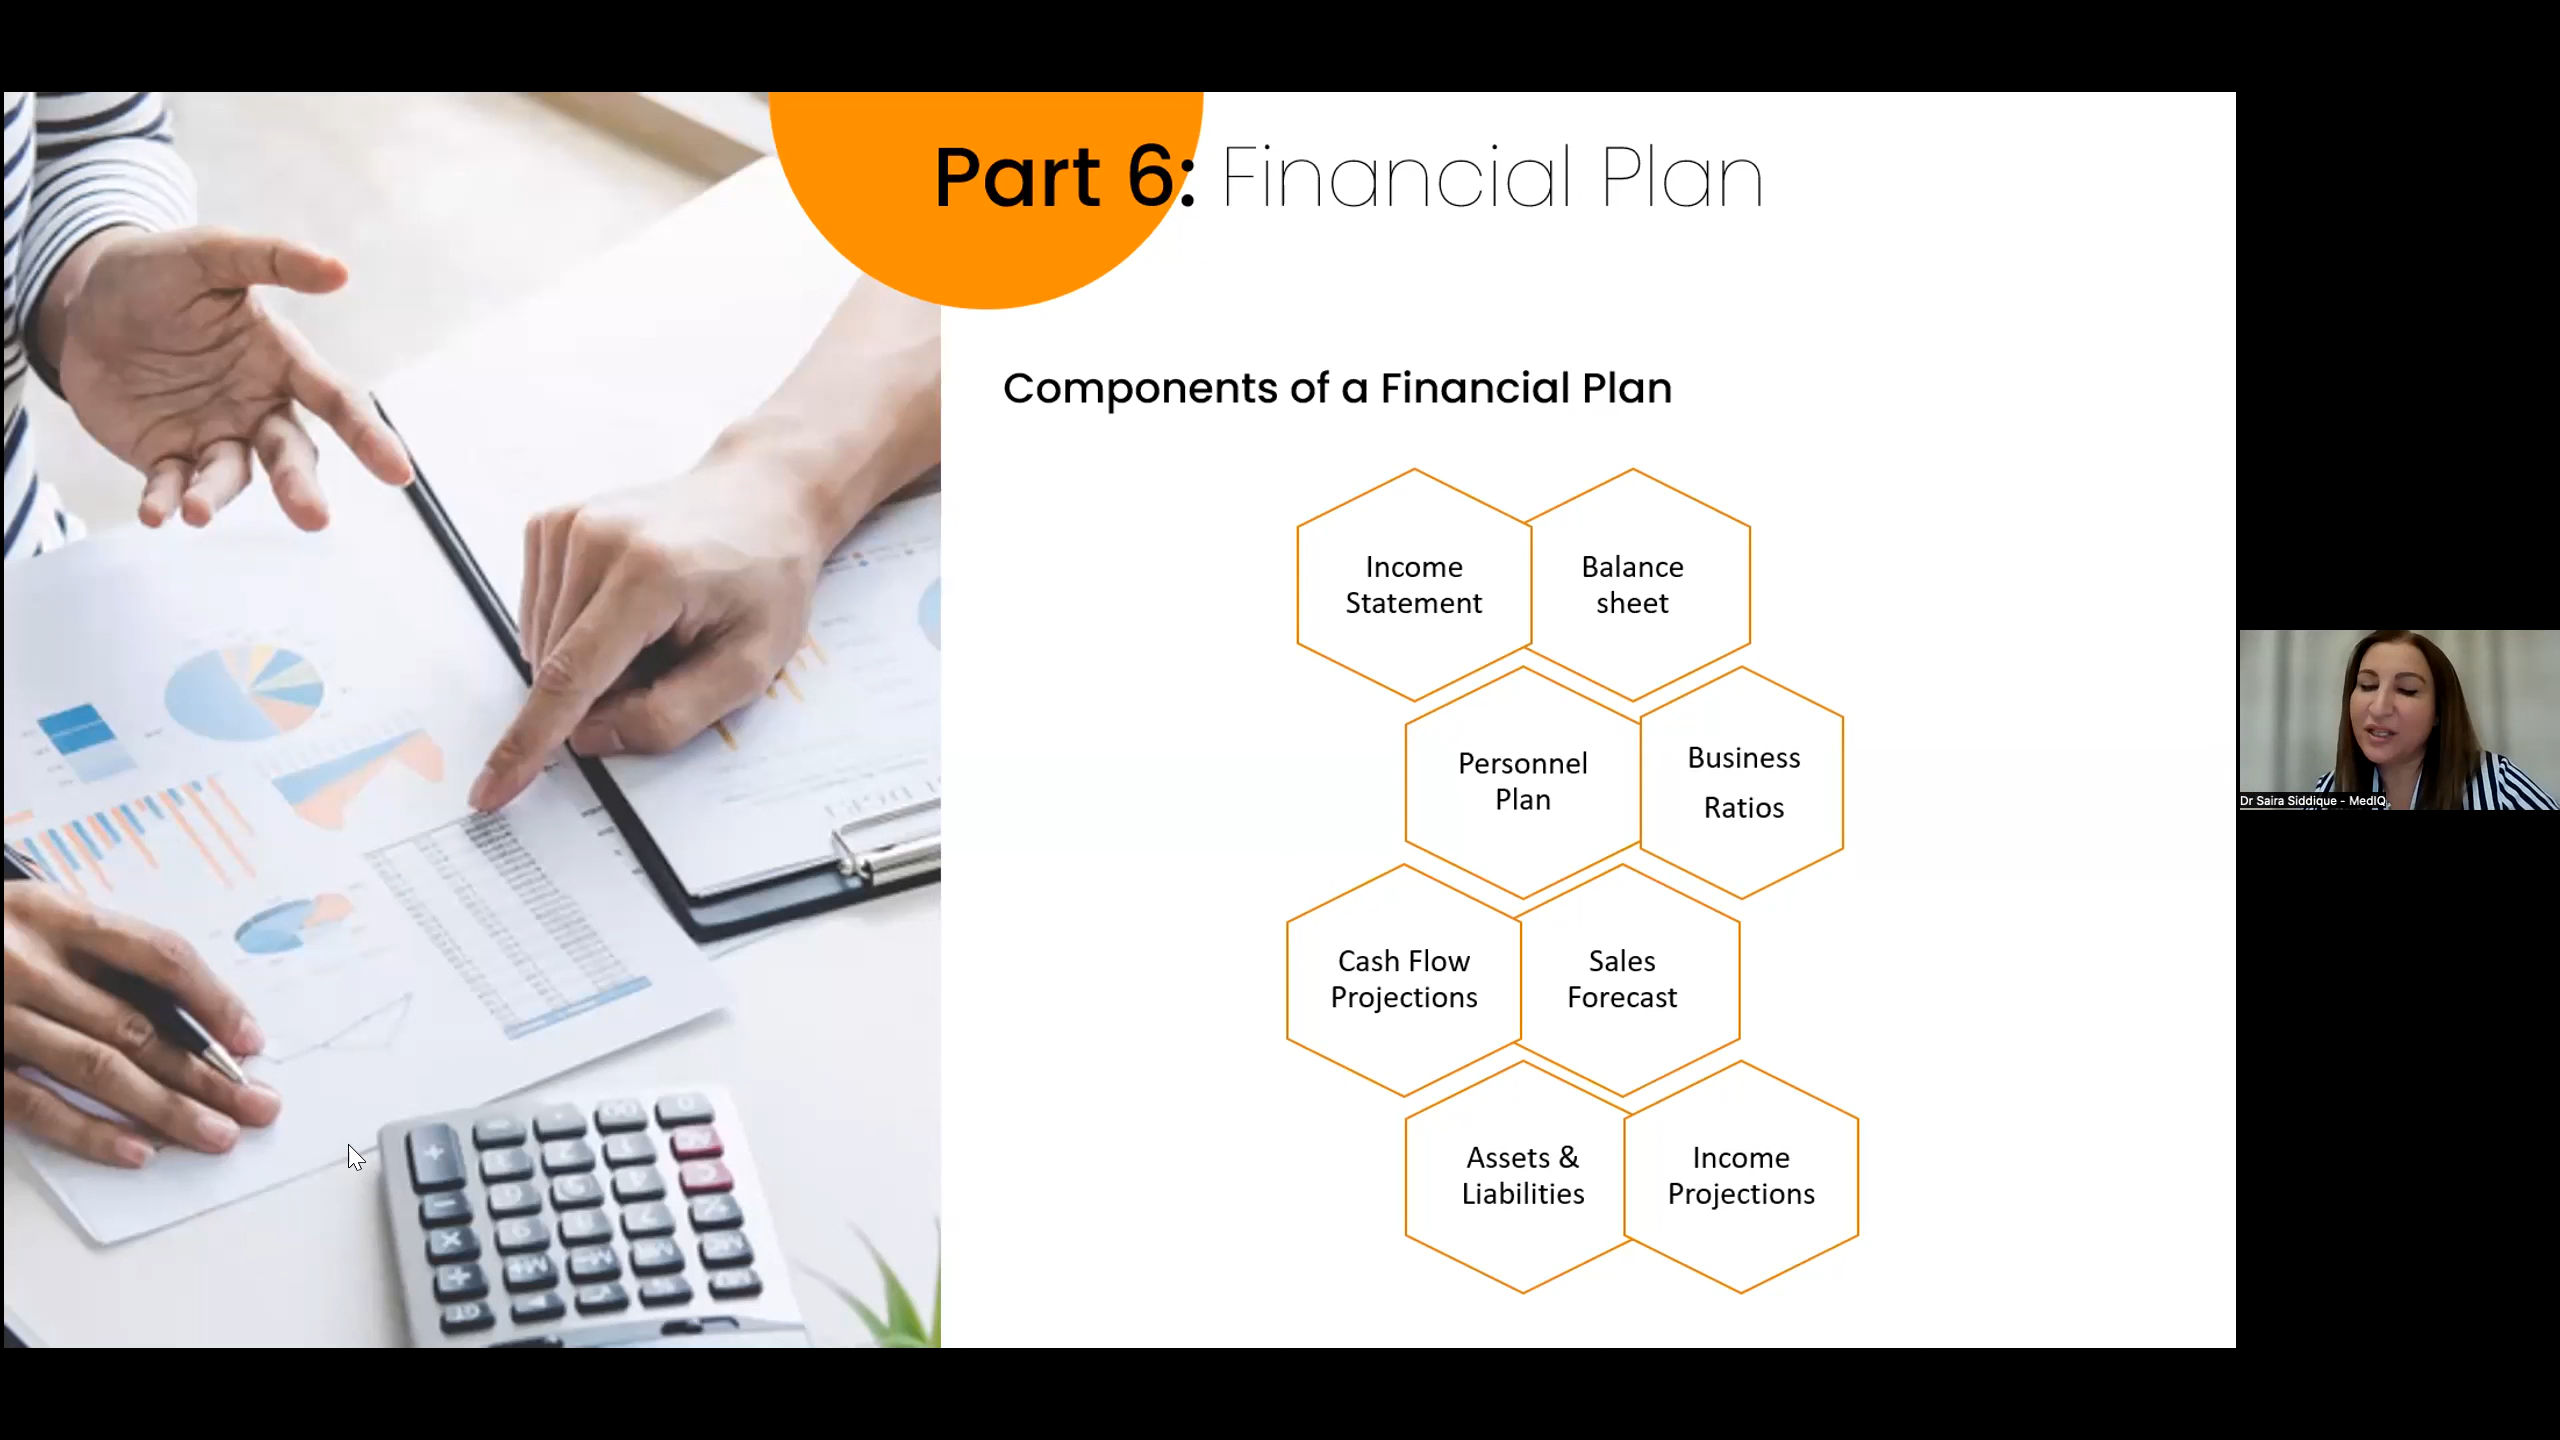 Part 6: Financial Plan
Components of a Financial Plan
Income
Statement
Balance
sheet
Personnel
Plan
Business
Ratios
Cash Flow
Projections
Sales
Forecast
Assets &
Liabilities
Income
Projections
Dr Saira Siddique - MedIQ